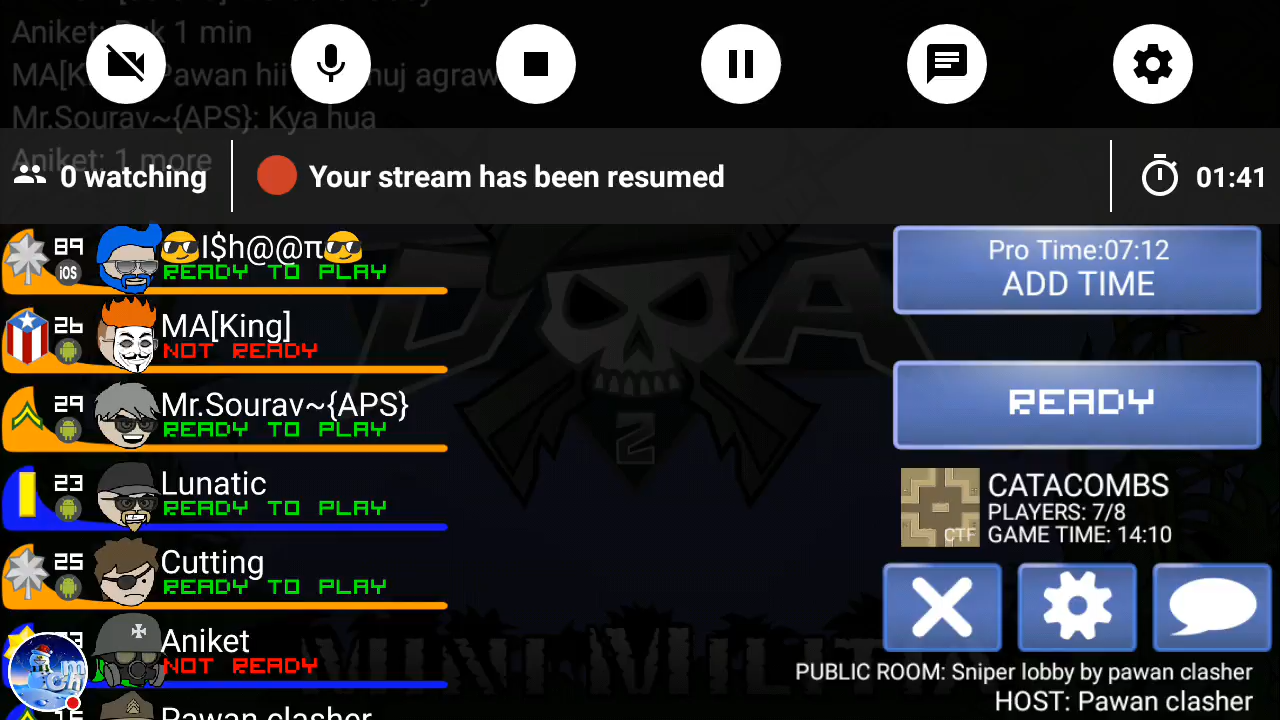 Aniket: k 1 min
MA[K Pawan hii nuj agraw
Mr.Sourav~{APS}: Kya hua
Aniket: 1 more
0 watching
Your stream has been resumed
01:41
89
iOS
😎I$h@@π😎
READY TO PLAY
26
MA[King]
NOT READY
29
Mr.Sourav~{APS}
READY TO PLAY
23
Lunatic
READY TO PLAY
25
Cutting
READY TO PLAY
Aniket
NOT READY
Pawan clasher
Pro Time:07:12
ADD TIME
READY
CATACOMBS
PLAYERS: 7/8
GAME TIME: 14:10
CTF
D A
2
MINI MILITIA
PUBLIC ROOM: Sniper lobby by pawan clasher
HOST: Pawan clasher